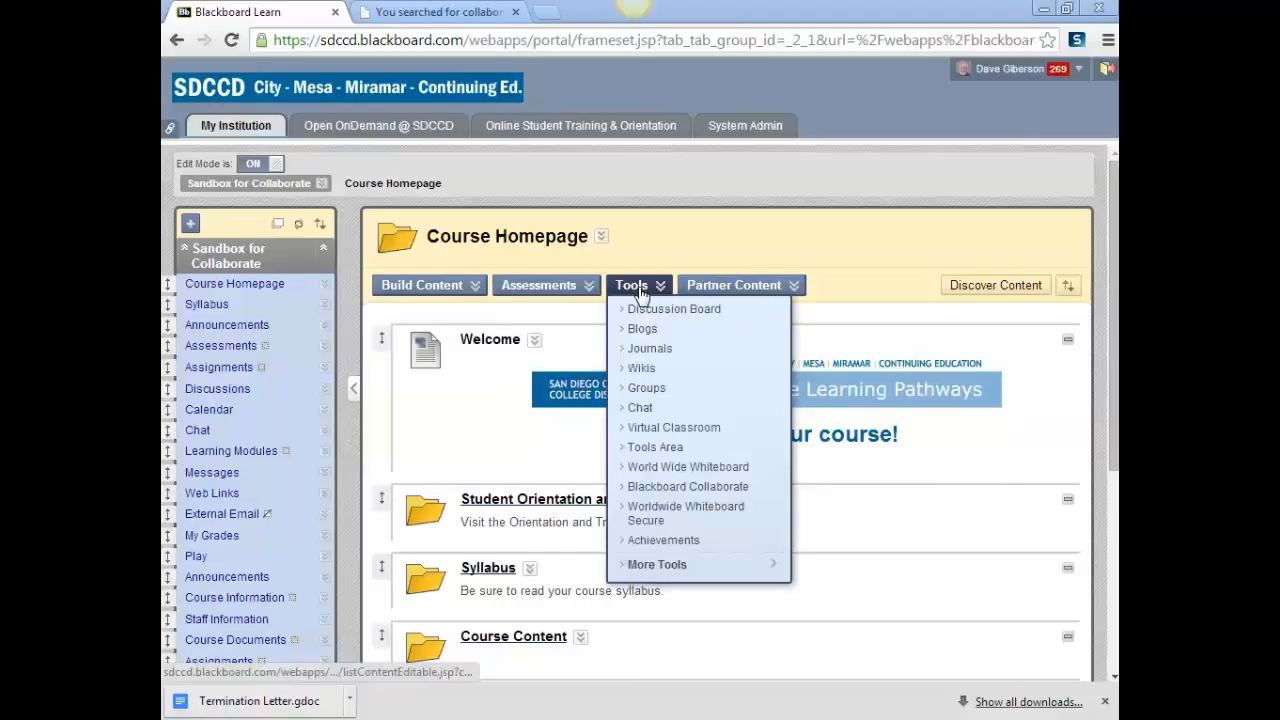 Bb Blackboard Learn
You searched for collabor
https://sdccd.blackboard.com/webapps/portal/frameset.jsp?tab_tab_group_id=_2_1&url=%2Fwebapps%2Fblackboar
Dave Giberson 269
SDCCD City - Mesa - Miramar - Continuing Ed.
My Institution
Open OnDemand @ SDCCD
Online Student Training & Orientation
System Admin
Edit Mode is: ON
Sandbox for Collaborate
Course Homepage
Sandbox for
Collaborate
Course Homepage
Syllabus
Announcements
Assessments
Assignments
Discussions
Calendar
Chat
Learning Modules
Messages
Web Links
External Email
My Grades
Play
Announcements
Course Information
Staff Information
Course Documents
Assignments
Course Homepage
Build Content
Assessments
Tools
Partner Content
Discover Content
Discussion Board
Blogs
Journals
Wikis
Groups
Chat
Virtual Classroom
Tools Area
World Wide Whiteboard
Blackboard Collaborate
Worldwide Whiteboard
Secure
Achievements
More Tools
Welcome
| MESA | MIRAMAR | CONTINUING EDUCATION
SAN DIEGO
COLLEGE
Learning Pathways
course!
Student Orientation
Visit the Orientation and
Syllabus
Be sure to read your course syllabus.
Course Content
sdccd.blackboard.com/webapps/.../listContentEditable.jsp?c...
Termination Letter.gdoc
Show all downloads...